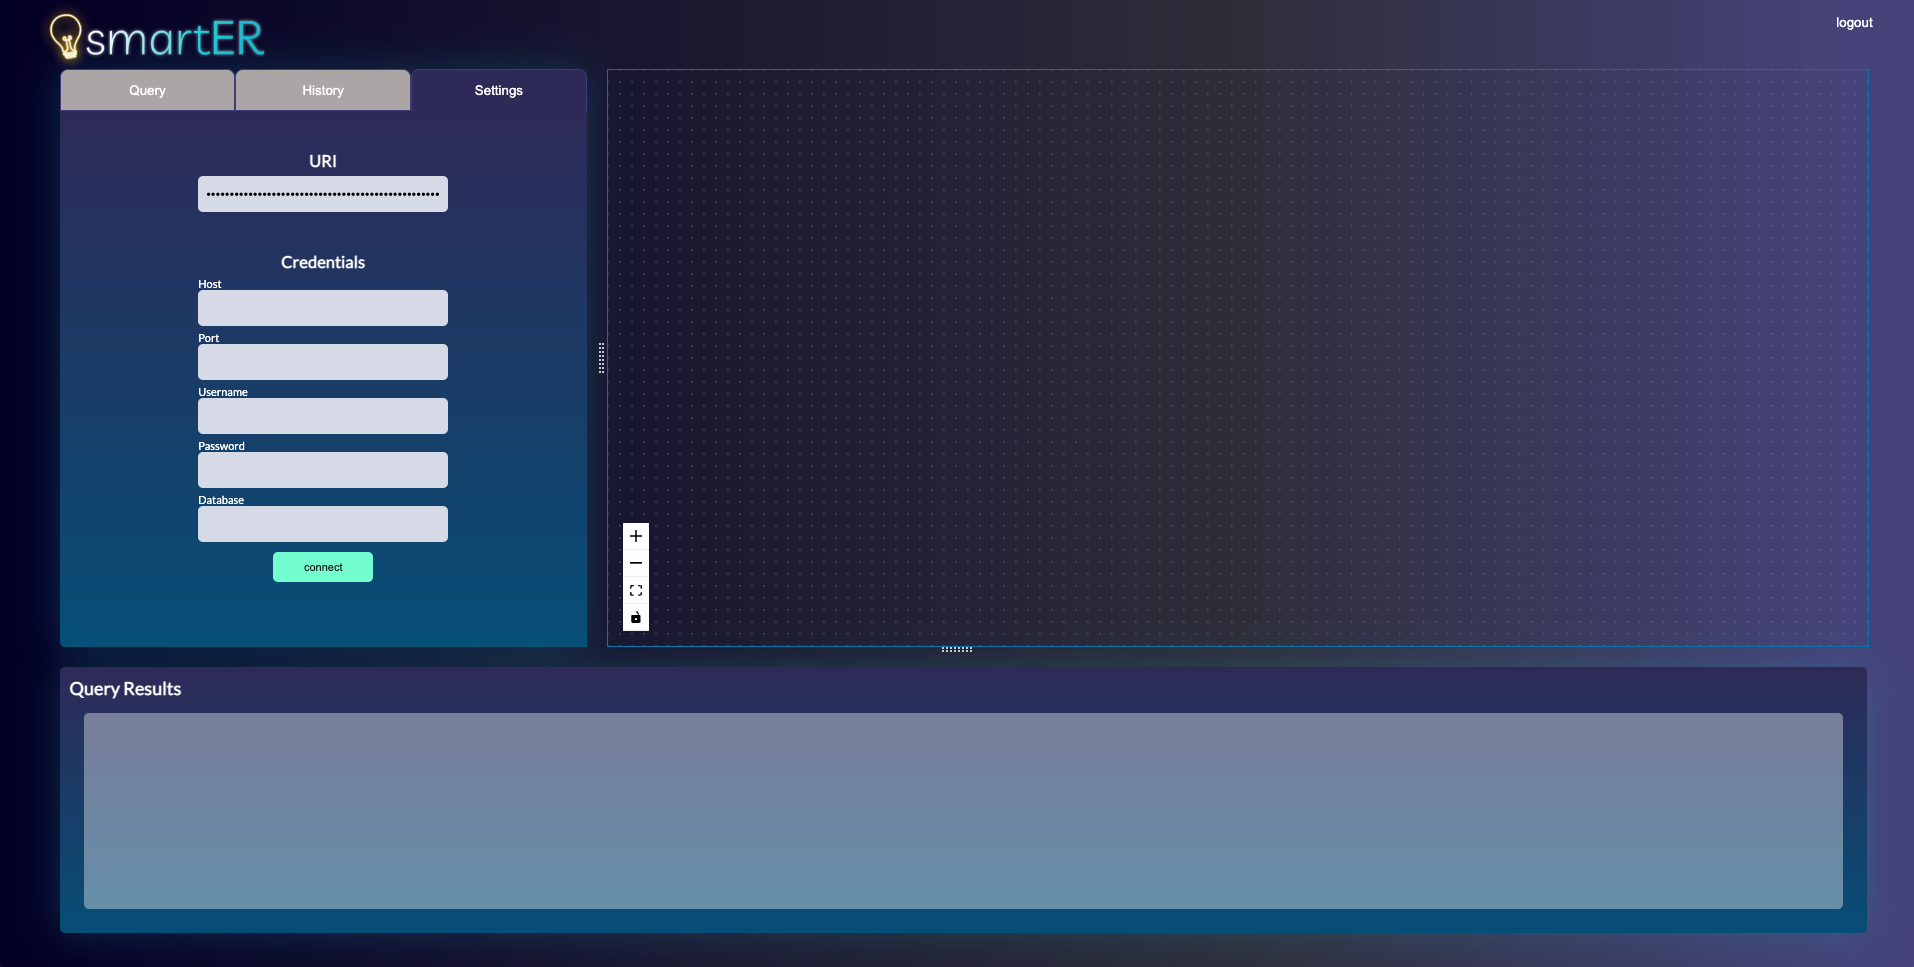 smartER
logout
Query
History
Settings
URI
••••••••••••••••••••••••••••••••••••••••••••••••••
Credentials
Host
Port
Username
Password
Database
connect
Query Results